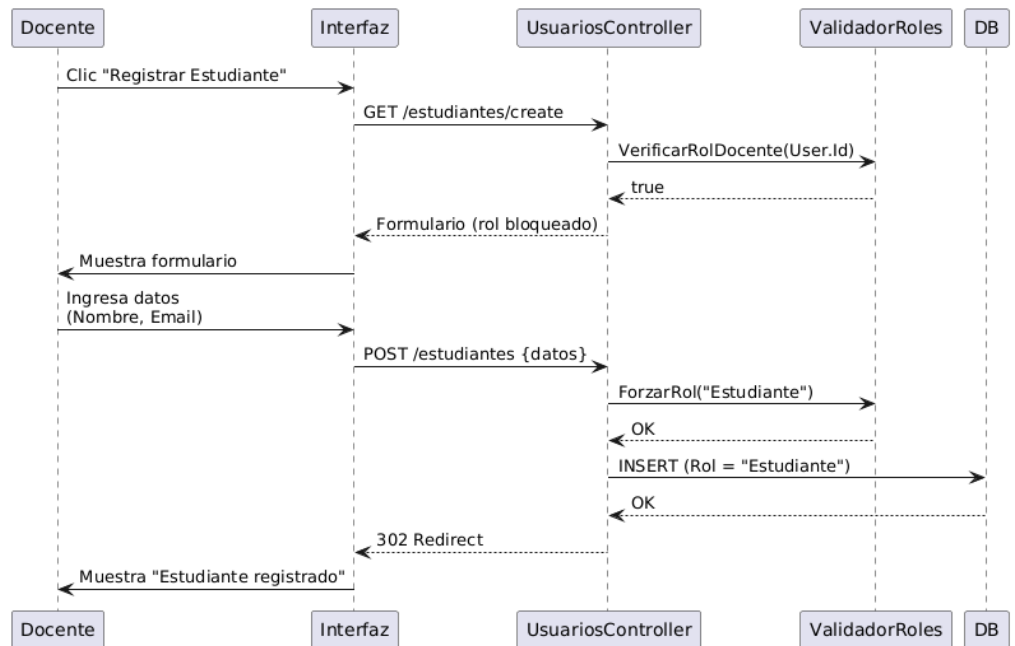 Docente Interfaz UsuariosController ValidadorRoles DB
Clic "Registrar Estudiante"
GET /estudiantes/create
VerificarRolDocente(User.Id)
true
Formulario (rol bloqueado)
Muestra formulario
Ingresa datos
(Nombre, Email)
POST /estudiantes {datos}
ForzarRol("Estudiante")
OK
INSERT (Rol = "Estudiante")
OK
302 Redirect
Muestra "Estudiante registrado"
Docente Interfaz UsuariosController ValidadorRoles DB